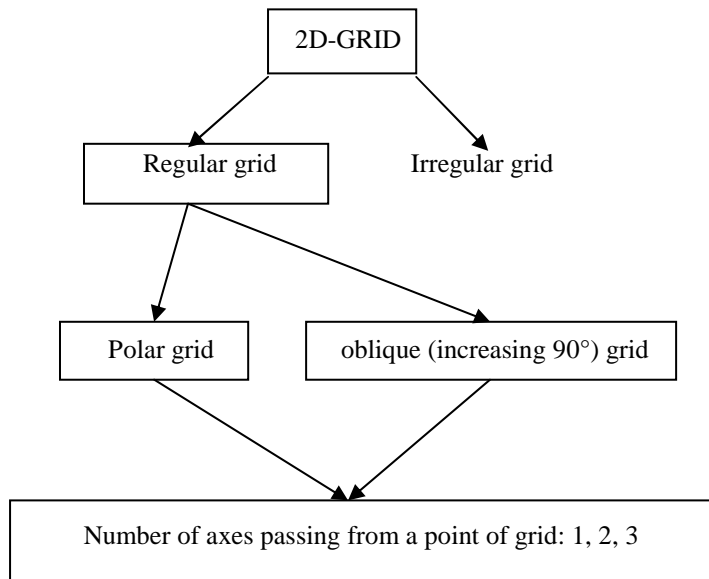 2D-GRID
Regular grid
Irregular grid
Polar grid
oblique (increasing 90°) grid
Number of axes passing from a point of grid: 1, 2, 3